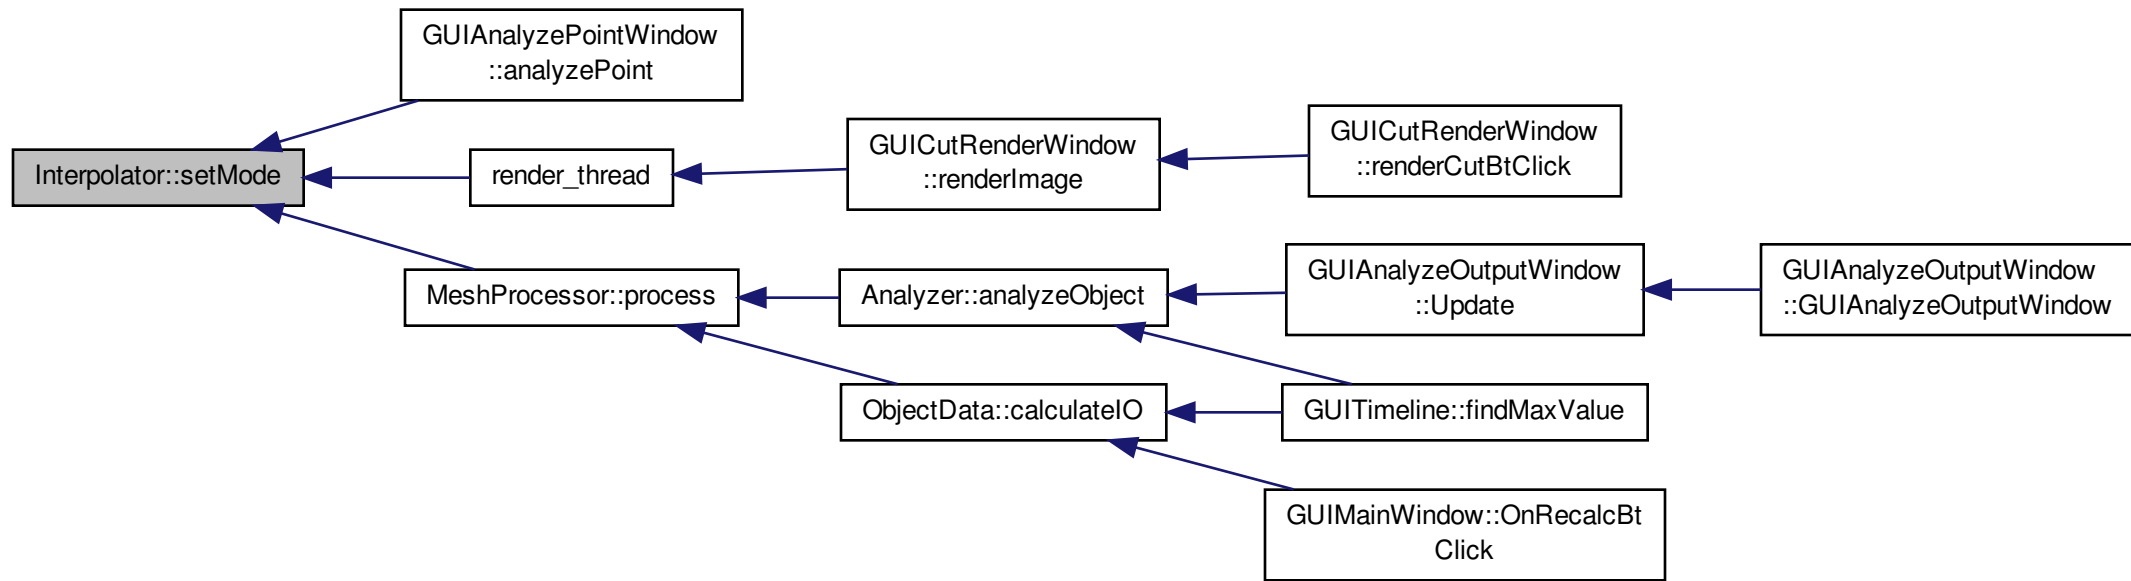 GUIAnalyzePointWindow
::analyzePoint
Interpolator::setMode
render_thread
GUICutRenderWindow
::renderImage
GUICutRenderWindow
::renderCutBtClick
MeshProcessor::process
Analyzer::analyzeObject
GUIAnalyzeOutputWindow
::Update
GUIAnalyzeOutputWindow
::GUIAnalyzeOutputWindow
ObjectData::calculateIO
GUITimeline::findMaxValue
GUIMainWindow::OnRecalcBt
Click